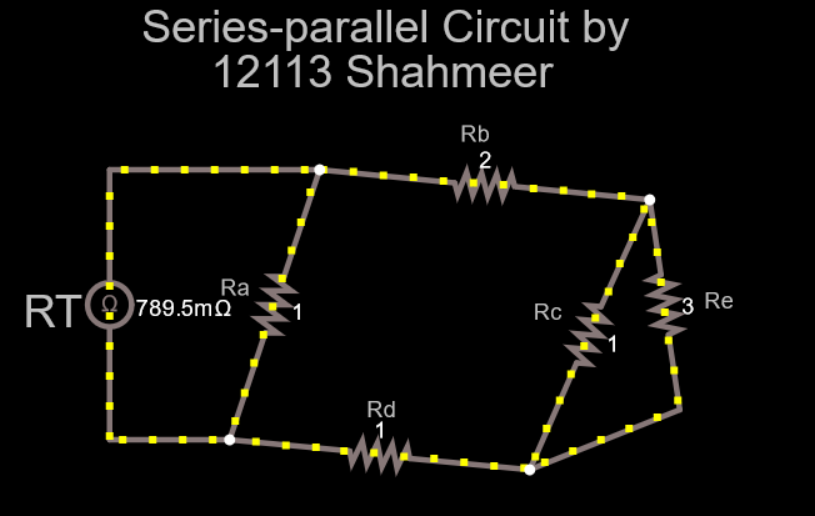 Series-parallel Circuit by
12113 Shahmeer
Rb
2
RT
Ω
789.5mΩ
Ra
1
Rc
1
3
Re
Rd
1